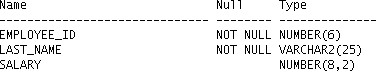 Name Null Type
------------------------------ -------- ----------------
EMPLOYEE_ID NOT NULL NUMBER(6)
LAST_NAME NOT NULL VARCHAR2(25)
SALARY NUMBER(8,2)